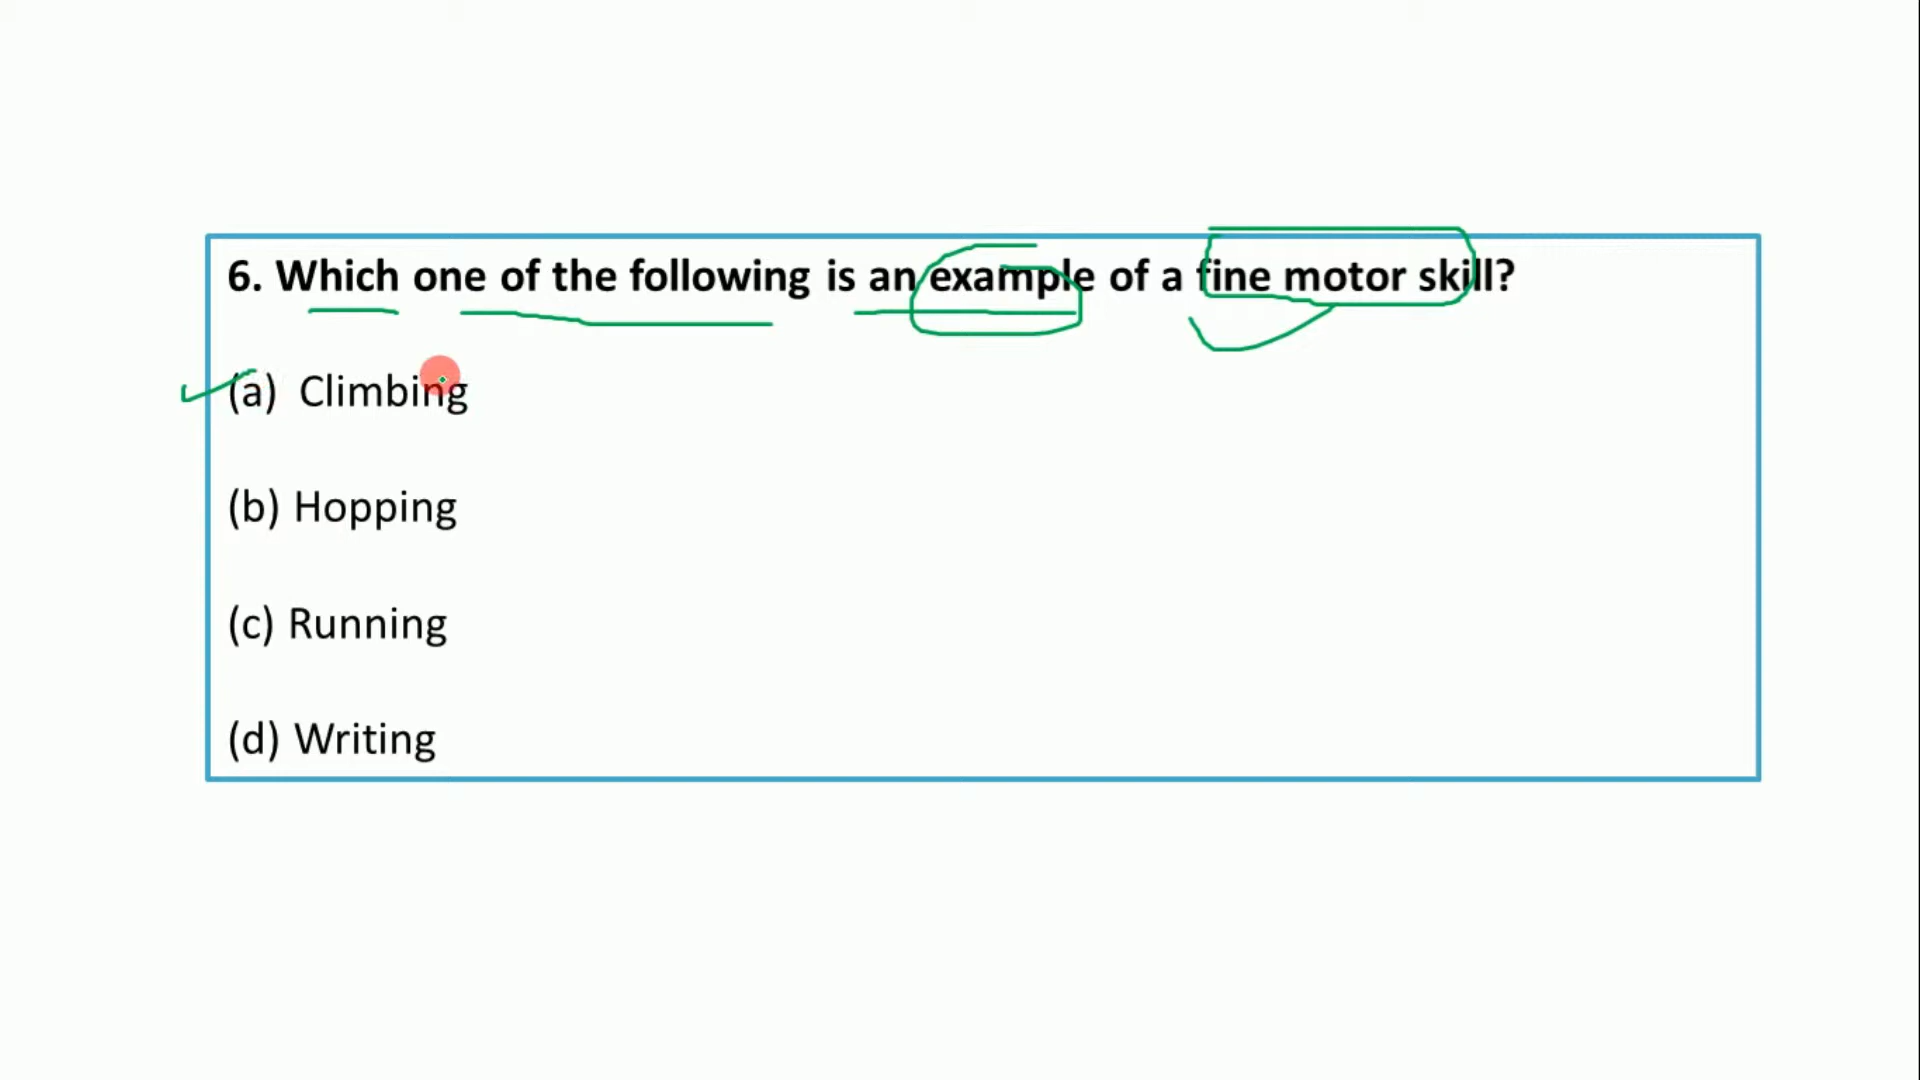 6. Which one of the following is an example of a fine motor skill?
(a) Climbing
(b) Hopping
(c) Running
(d) Writing